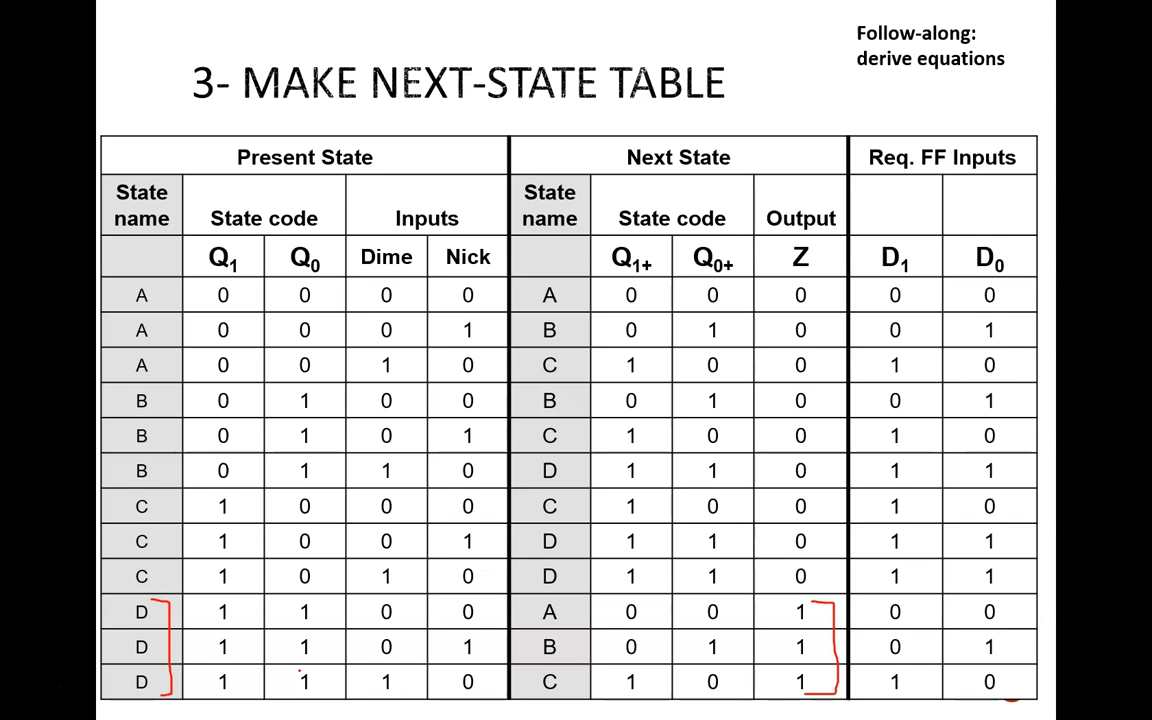 Follow-along:
derive equations
3- MAKE NEXT-STATE TABLE
Present State Next State Req. FF Inputs
State name State code Inputs State name State code Output
Q1 Q0 Dime Nick Q1+ Q0+ Z D1 D0
A 0 0 0 0 A 0 0 0 0 0
A 0 0 0 1 B 0 1 0 0 1
A 0 0 1 0 C 1 0 0 1 0
B 0 1 0 0 B 0 1 0 0 1
B 0 1 0 1 C 1 0 0 1 0
B 0 1 1 0 D 1 1 0 1 1
C 1 0 0 0 C 1 0 0 1 0
C 1 0 0 1 D 1 1 0 1 1
C 1 0 1 0 D 1 1 0 1 1
D 1 1 0 0 A 0 0 1 0 0
D 1 1 0 1 B 0 1 1 0 1
D 1 1 1 0 C 1 0 1 1 0